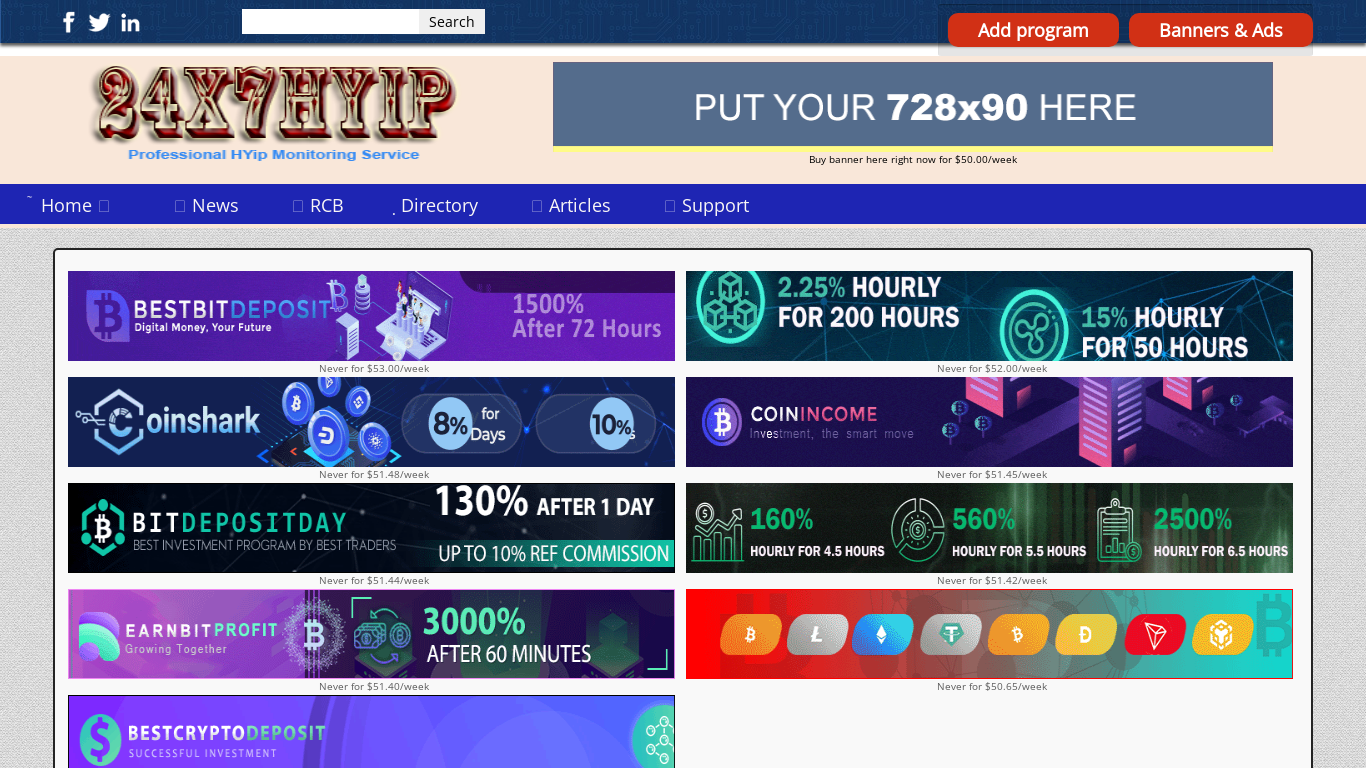 Search
Add program
Banners & Ads
24X7HYIP
Professional HYip Monitoring Service
PUT YOUR 728x90 HERE
Buy banner here right now for $50.00/week
Home
News
RCB
Directory
Articles
Support
BESTBITDEPOSIT
Digital Money, Your Future
1500%
After 72 Hours
Never for $53.00/week
2.25% HOURLY
FOR 200 HOURS
15% HOURLY
FOR 50 HOURS
Never for $52.00/week
Coinshark
8% for
Days
10%
Never for $51.48/week
COININCOME
Investment, the smart move
Never for $51.45/week
BITDEPOSITDAY
BEST INVESTMENT PROGRAM BY BEST TRADERS
130% AFTER 1 DAY
UP TO 10% REF COMMISSION
Never for $51.44/week
160%
HOURLY FOR 4.5 HOURS
560%
HOURLY FOR 5.5 HOURS
2500%
HOURLY FOR 6.5 HOURS
Never for $51.42/week
EARNBITPROFIT
Growing Together
3000%
AFTER 60 MINUTES
Never for $51.40/week
Never for $50.65/week
BESTCRYPTODEPOSIT
SUCCESSFUL INVESTMENT